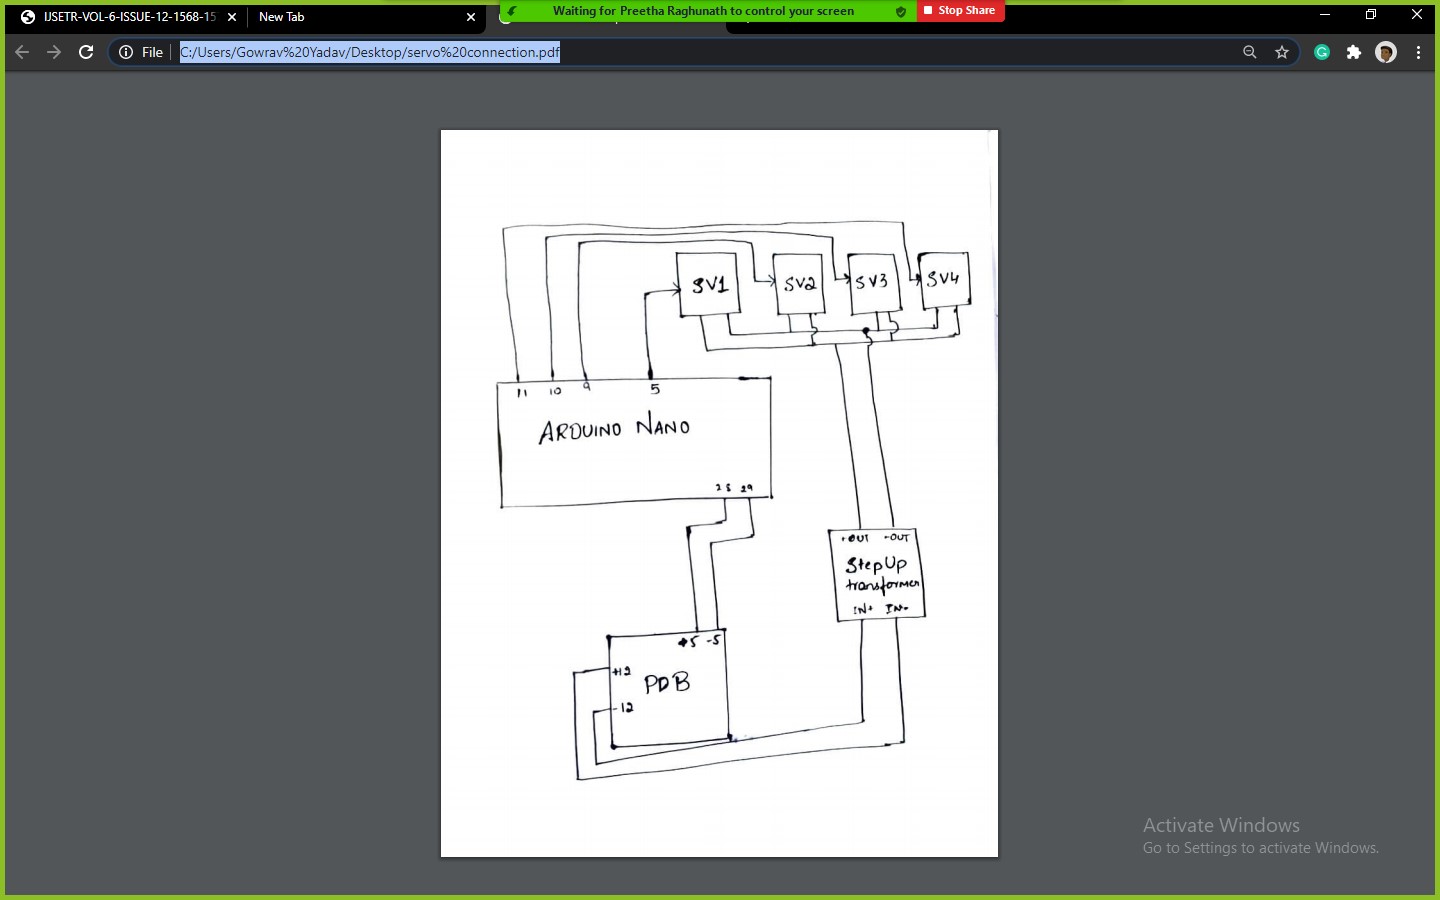 IJSETR-VOL-6-ISSUE-12-1568-15
New Tab
Waiting for Preetha Raghunath to control your screen
Stop Share
File
C:/Users/Gowrav%20Yadav/Desktop/servo%20connection.pdf
SV1 SV2 SV3 SV4
11 10 9 5
ARDUINO NANO
28 29
+OUT -OUT
StepUp
transformer
IN+ IN-
+5 -5
+12
PDB
-12
Activate Windows
Go to Settings to activate Windows.